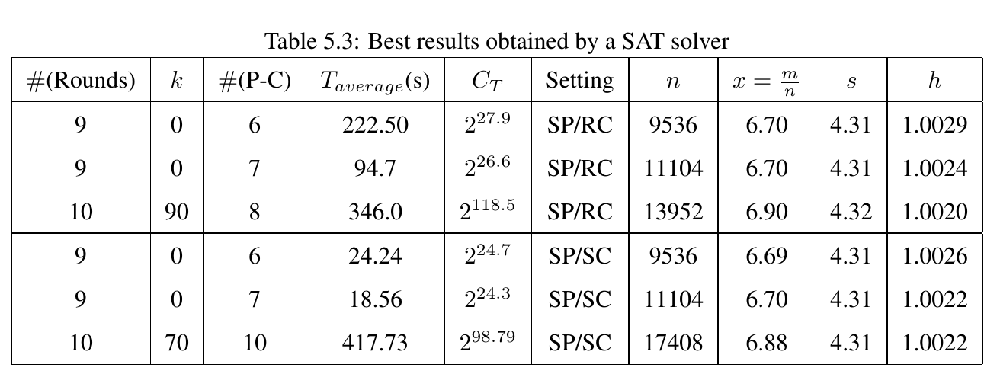 Table 5.3: Best results obtained by a SAT solver
#(Rounds) k #(P-C) T_average(s) C_T Setting n x = m/n s h
9 0 6 222.50 2^27.9 SP/RC 9536 6.70 4.31 1.0029
9 0 7 94.7 2^26.6 SP/RC 11104 6.70 4.31 1.0024
10 90 8 346.0 2^118.5 SP/RC 13952 6.90 4.32 1.0020
9 0 6 24.24 2^24.7 SP/SC 9536 6.69 4.31 1.0026
9 0 7 18.56 2^24.3 SP/SC 11104 6.70 4.31 1.0022
10 70 10 417.73 2^98.79 SP/SC 17408 6.88 4.31 1.0022